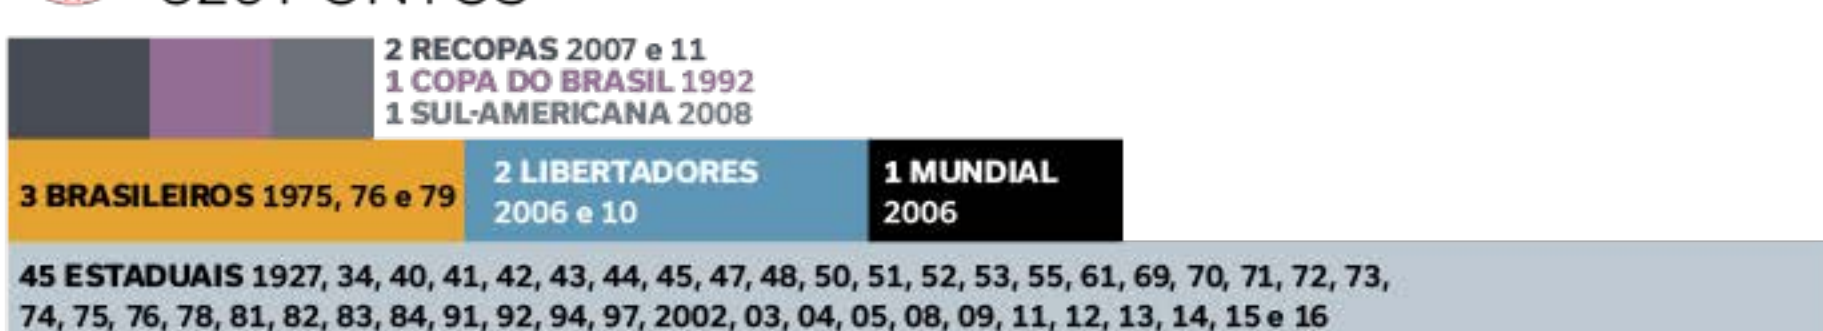 2 RECOPAS 2007 e 11
1 COPA DO BRASIL 1992
1 SUL-AMERICANA 2008
3 BRASILEIROS 1975, 76 e 79
2 LIBERTADORES
2006 e 10
1 MUNDIAL
2006
45 ESTADUAIS 1927, 34, 40, 41, 42, 43, 44, 45, 47, 48, 50, 51, 52, 53, 55, 61, 69, 70, 71, 72, 73,
74, 75, 76, 78, 81, 82, 83, 84, 91, 92, 94, 97, 2002, 03, 04, 05, 08, 09, 11, 12, 13, 14, 15 e 16